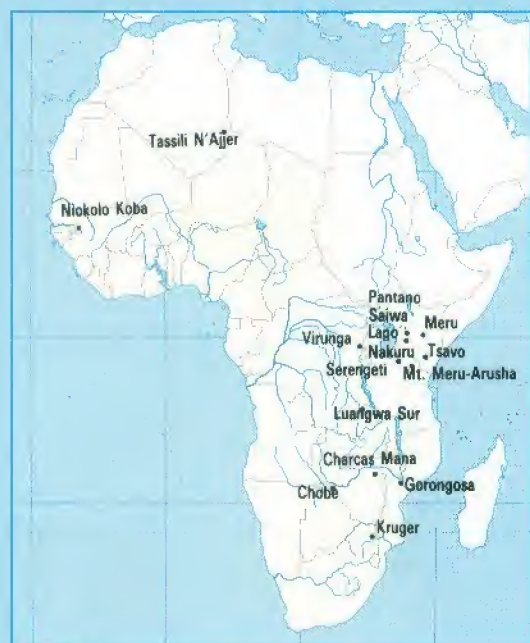 Tassili N'Ajjer
Niokolo Koba
Pantano
Saiwa
Meru
Lago
Virunga
Nakuru
Tsavo
Serengeti
Mt. Meru-Arusha
Luangwa Sur
Charcas Mana
Chobe
Gorongosa
Kruger